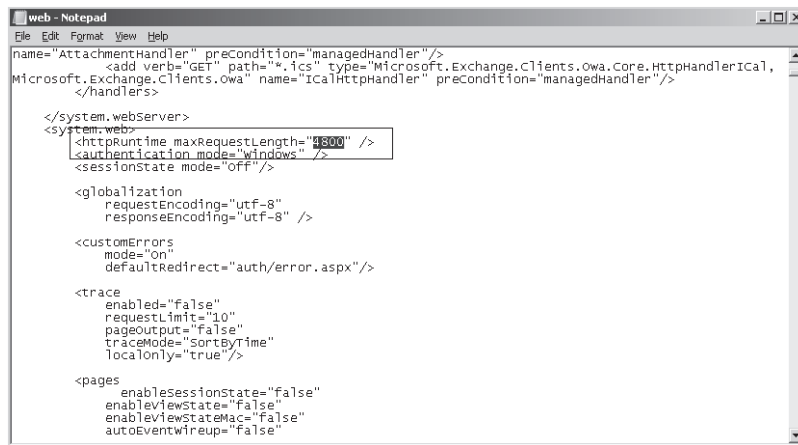 web - Notepad
File Edit Format View Help
name="AttachmentHandler" preCondition="managedHandler"/>
<add verb="GET" path="*.ics" type="Microsoft.Exchange.Clients.Owa.Core.HttpHandlerICal,
Microsoft.Exchange.Clients.Owa" name="ICalHttpHandler" preCondition="managedHandler"/>
</handlers>
</system.webServer>
<system.web>
<httpRuntime maxRequestLength="4800" />
<authentication mode="Windows" />
<sessionState mode="Off"/>
<globalization
requestEncoding="utf-8"
responseEncoding="utf-8" />
<customErrors
mode="On"
defaultRedirect="auth/error.aspx"/>
<trace
enabled="false"
requestLimit="10"
pageOutput="false"
traceMode="SortByTime"
localOnly="true"/>
<pages
enableSessionState="false"
enableViewState="false"
enableViewStateMac="false"
autoEventWireup="false"